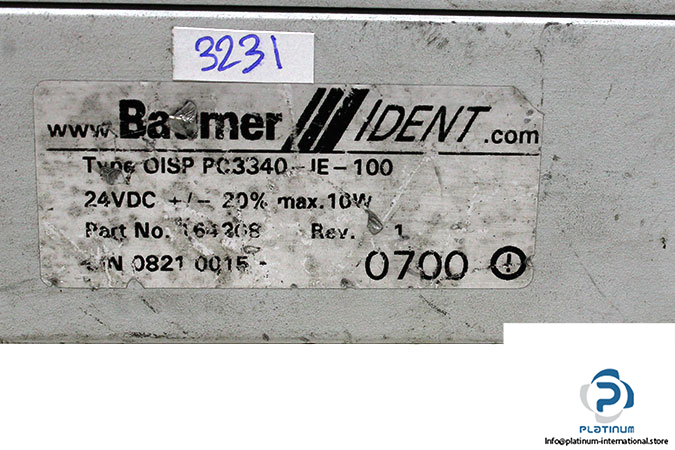 3231
www.Baumer IDENT.com
Type OISP PC3340-IE-100
24VDC +/- 20% max.10W
Part No. 164208 Rev. 1
S/N 0821 0015
0700
PLATINUM
Info@platinum-international.store